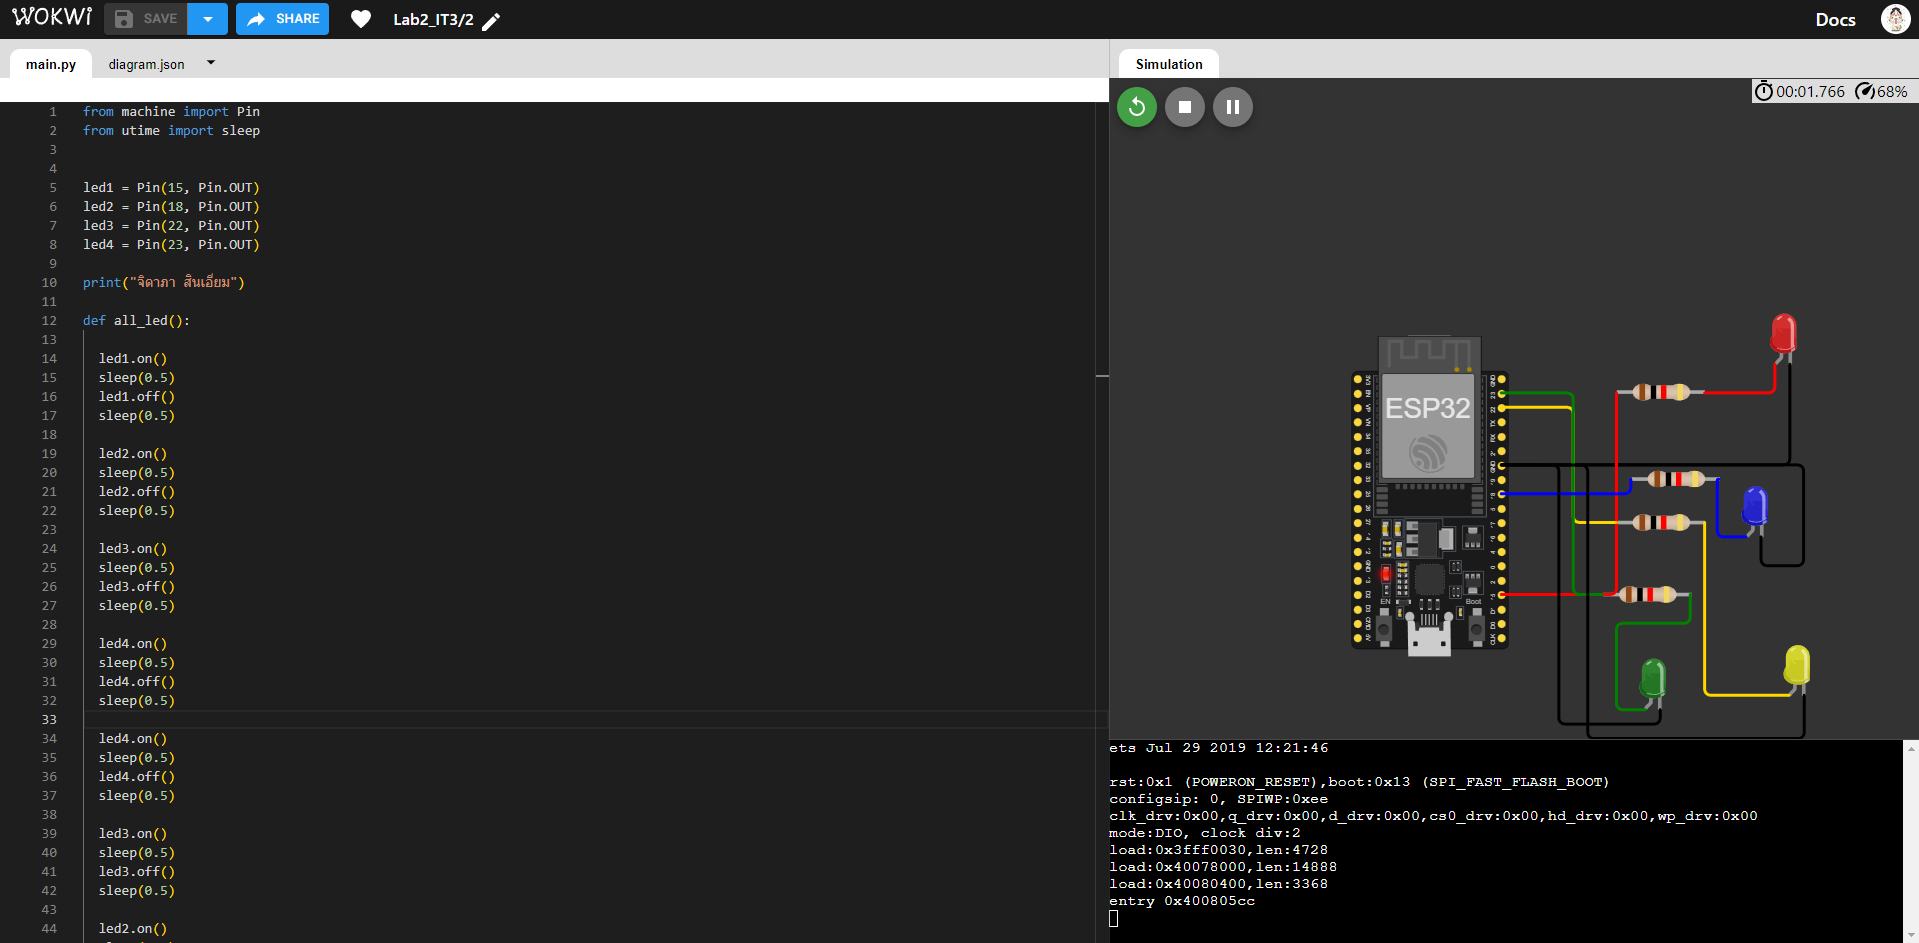 WOKWi
SAVE
SHARE
Lab2_IT3/2
Docs
main.py
diagram.json
Simulation
00:01.766
68%
1 from machine import Pin
2 from utime import sleep
3
4
5 led1 = Pin(15, Pin.OUT)
6 led2 = Pin(18, Pin.OUT)
7 led3 = Pin(22, Pin.OUT)
8 led4 = Pin(23, Pin.OUT)
9
10 print("จิดาภา สินเอี่ยม")
11
12 def all_led():
13
14 led1.on()
15 sleep(0.5)
16 led1.off()
17 sleep(0.5)
18
19 led2.on()
20 sleep(0.5)
21 led2.off()
22 sleep(0.5)
23
24 led3.on()
25 sleep(0.5)
26 led3.off()
27 sleep(0.5)
28
29 led4.on()
30 sleep(0.5)
31 led4.off()
32 sleep(0.5)
33
34 led4.on()
35 sleep(0.5)
36 led4.off()
37 sleep(0.5)
38
39 led3.on()
40 sleep(0.5)
41 led3.off()
42 sleep(0.5)
43
44 led2.on()
ESP32
EN
Boot
ets Jul 29 2019 12:21:46
rst:0x1 (POWERON_RESET),boot:0x13 (SPI_FAST_FLASH_BOOT)
configsip: 0, SPIWP:0xee
clk_drv:0x00,q_drv:0x00,d_drv:0x00,cs0_drv:0x00,hd_drv:0x00,wp_drv:0x00
mode:DIO, clock div:2
load:0x3fff0030,len:4728
load:0x40078000,len:14888
load:0x40080400,len:3368
entry 0x400805cc